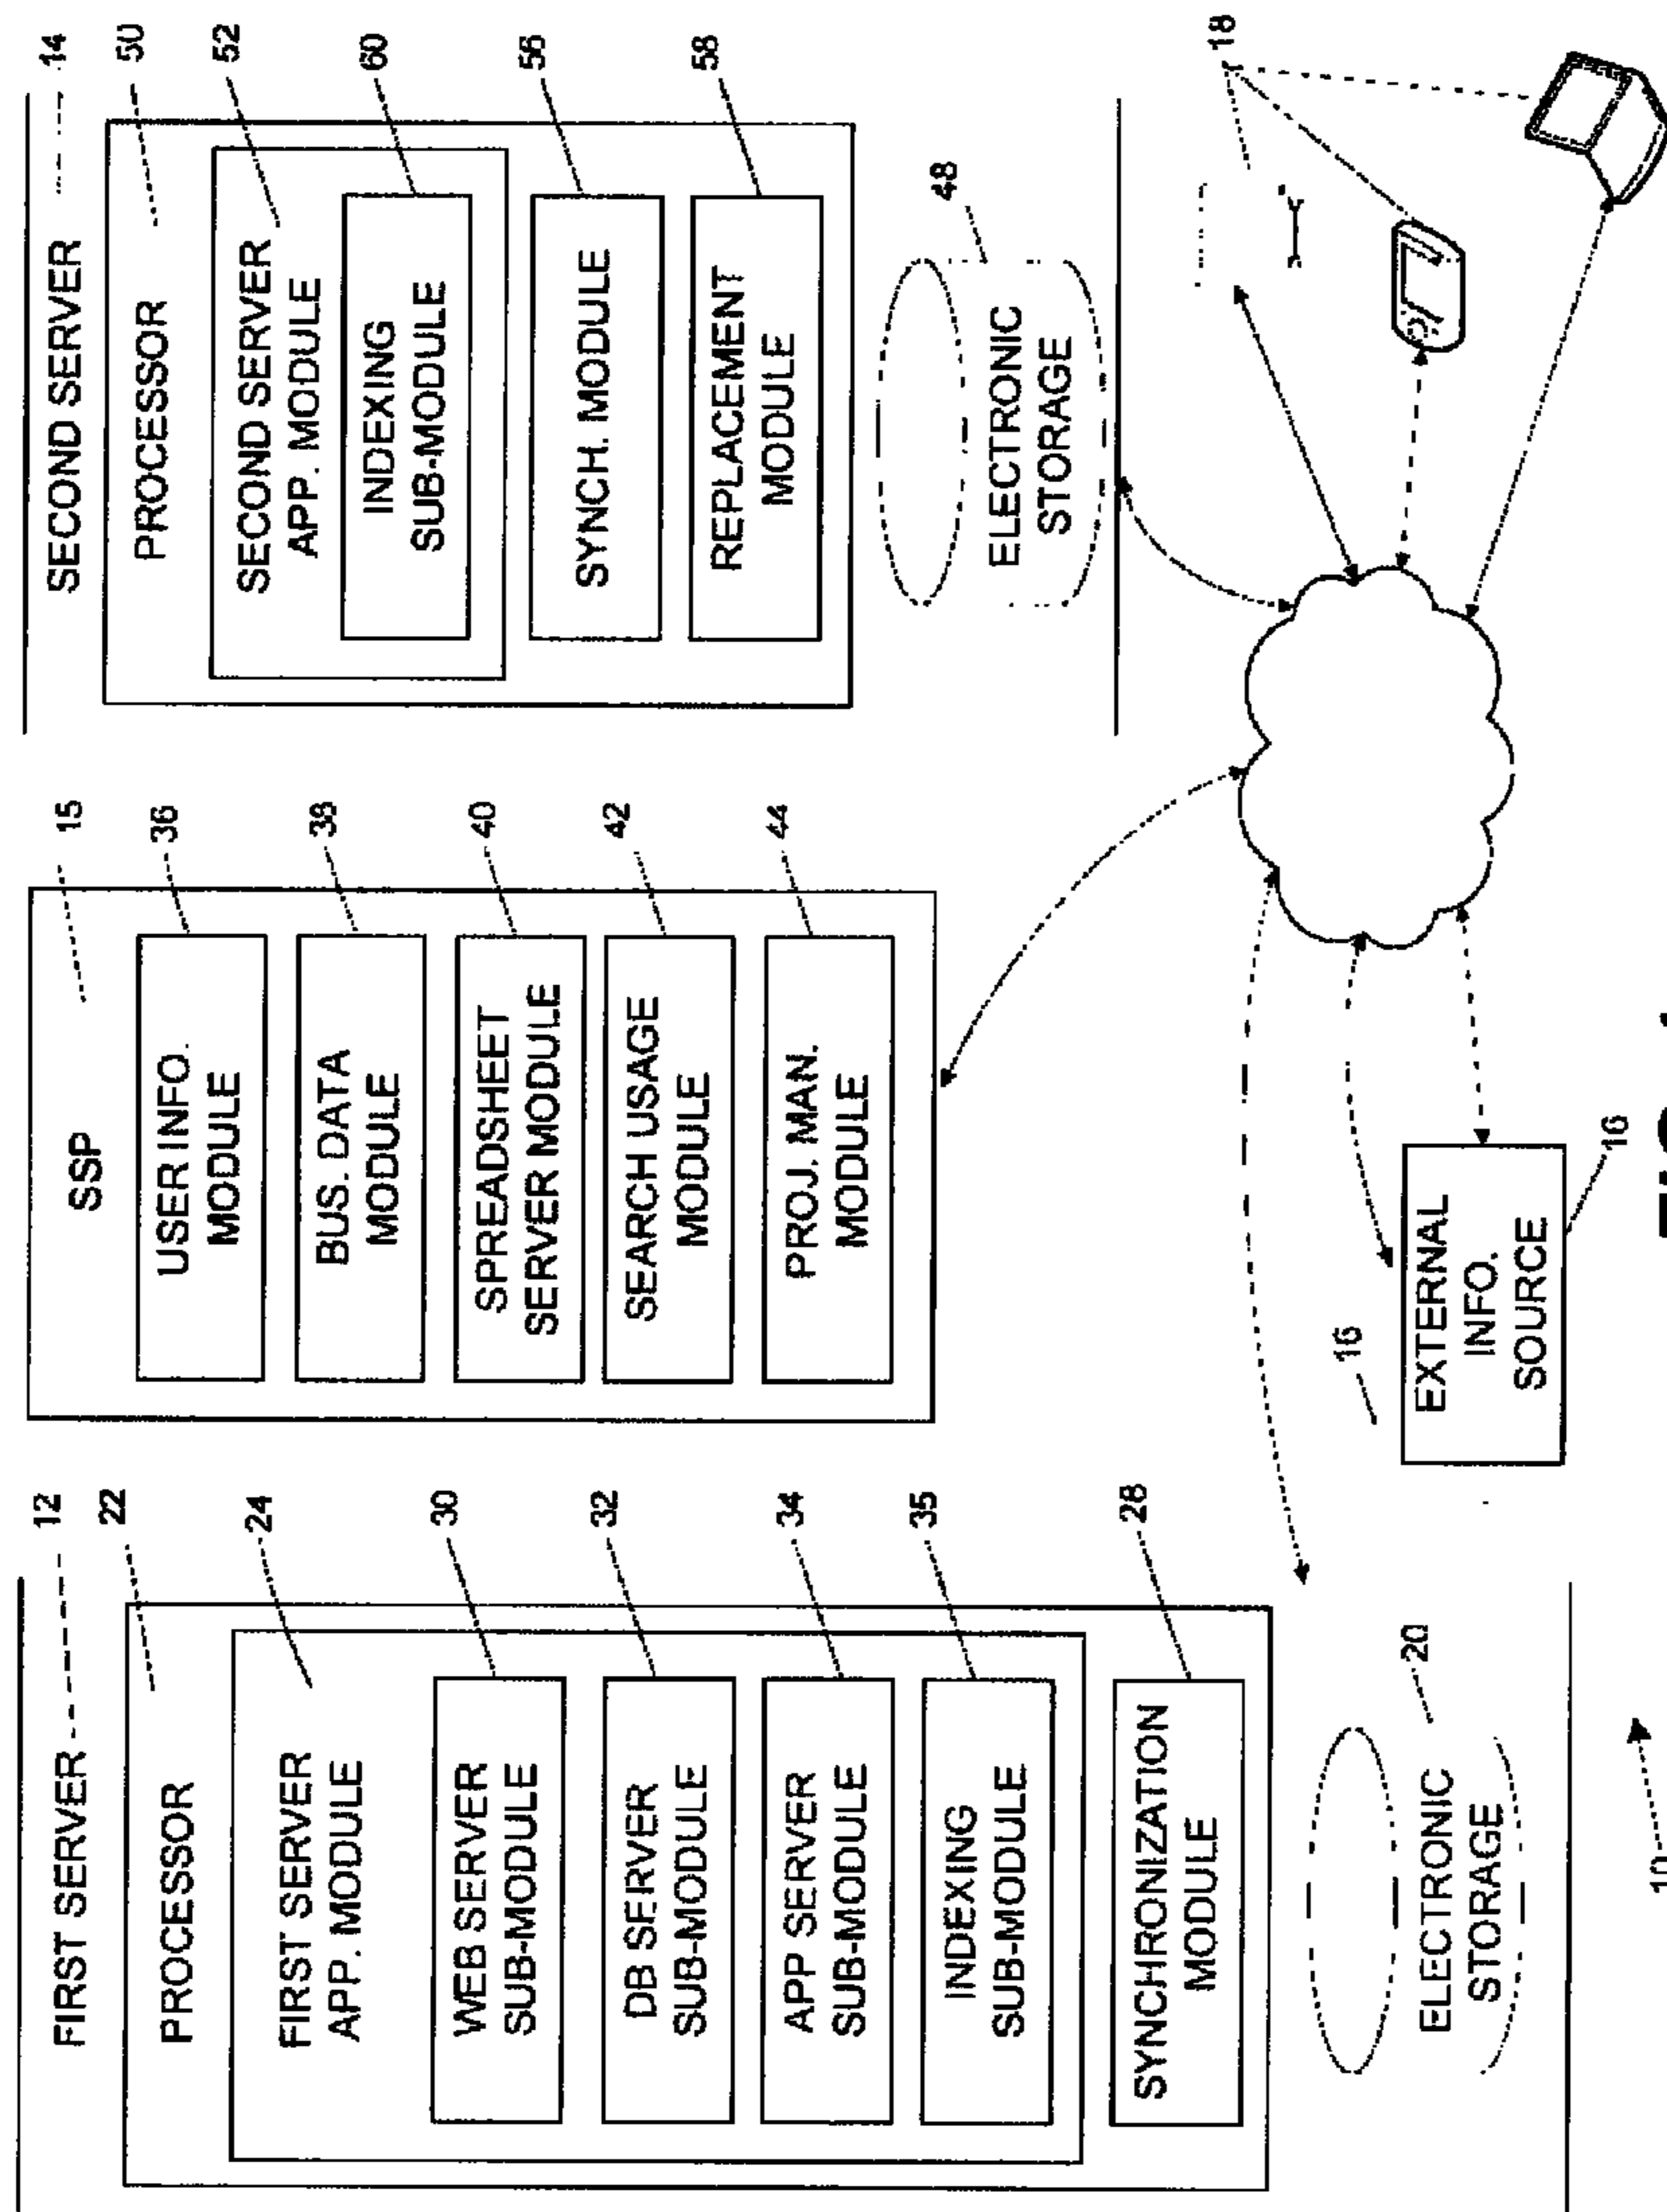 FIRST SERVER
12
PROCESSOR
22
FIRST SERVER
APP. MODULE
24
WEB SERVER
SUB-MODULE
30
DB SERVER
SUB-MODULE
32
APP SERVER
SUB-MODULE
34
INDEXING
SUB-MODULE
35
SYNCHRONIZATION
MODULE
28
ELECTRONIC
STORAGE
20
10
SSP
15
USER INFO.
MODULE
36
BUS. DATA
MODULE
38
SPREADSHEET
SERVER MODULE
40
SEARCH USAGE
MODULE
42
PROJ. MAN.
MODULE
44
SECOND SERVER
14
PROCESSOR
50
SECOND SERVER
APP. MODULE
52
INDEXING
SUB-MODULE
60
SYNCH. MODULE
56
REPLACEMENT
MODULE
58
ELECTRONIC
STORAGE
48
18
16
EXTERNAL
INFO.
SOURCE
16